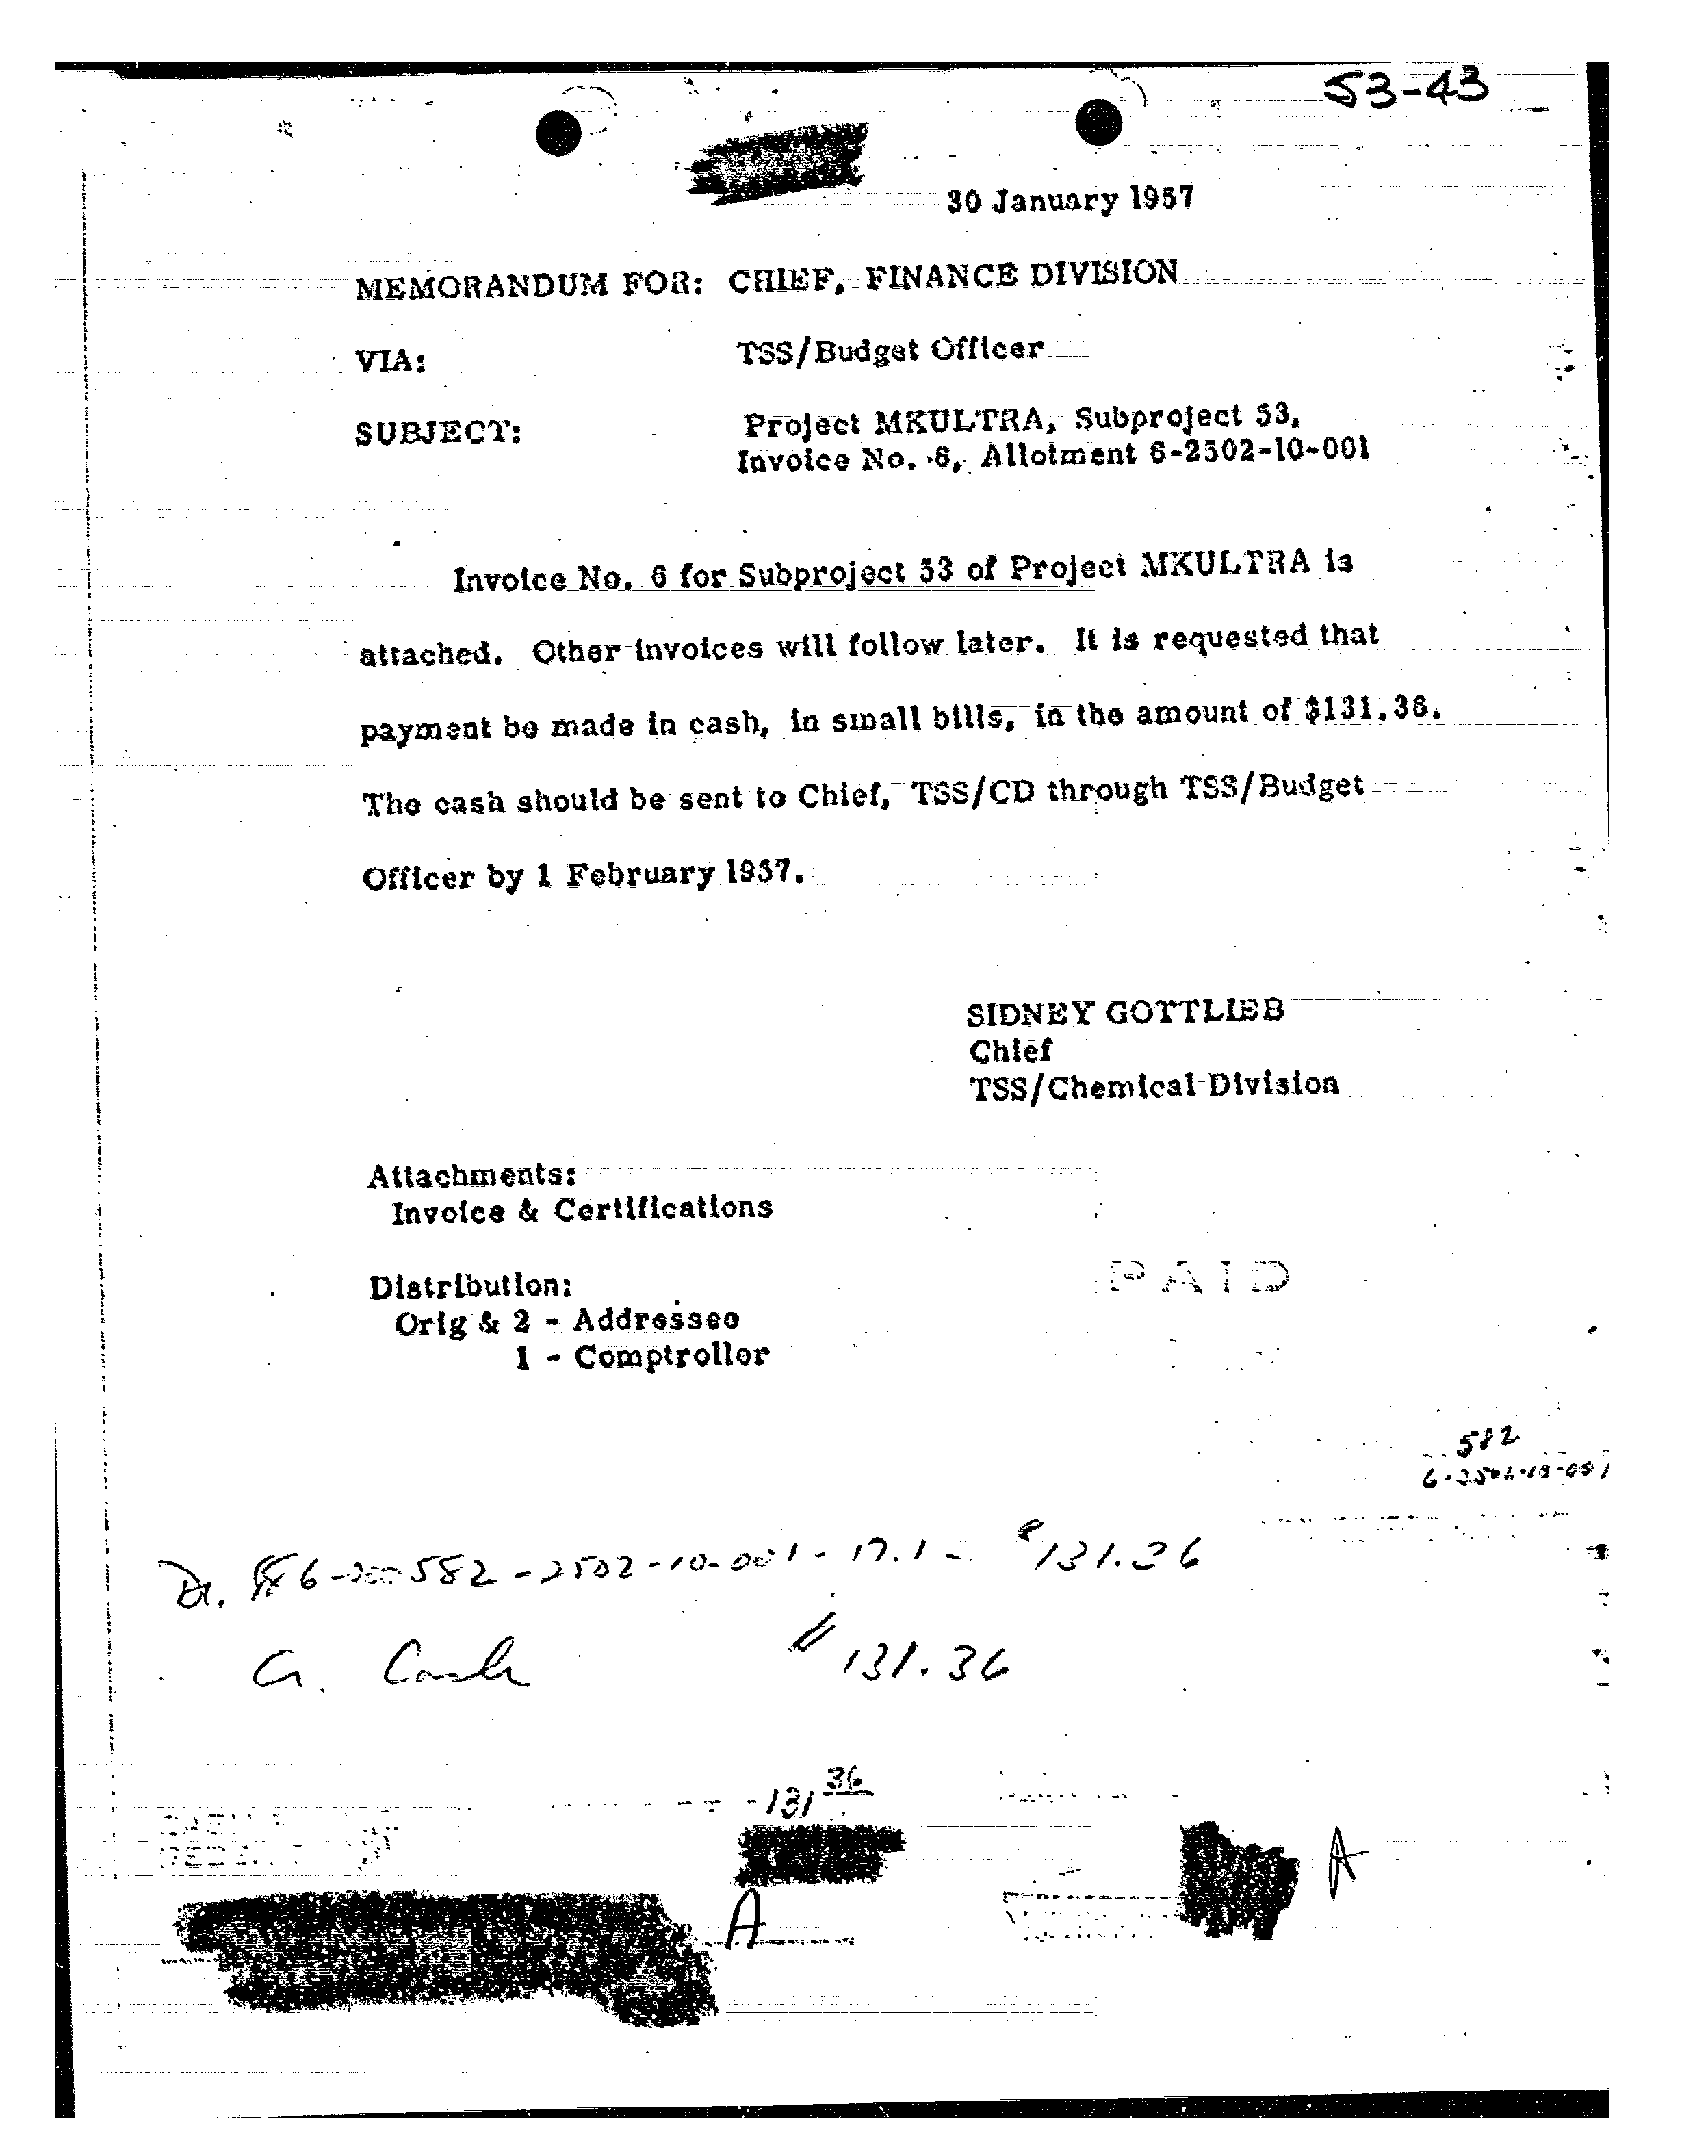 53-43
30 January 1957
MEMORANDUM FOR: CHIEF, FINANCE DIVISION
VIA: TSS/Budget Officer
SUBJECT: Project MKULTRA, Subproject 53,
Invoice No. 6, Allotment 6-2502-10-001
Invoice No. 6 for Subproject 53 of Project MKULTRA is
attached. Other invoices will follow later. It is requested that
payment be made in cash, in small bills, in the amount of $131.36.
The cash should be sent to Chief, TSS/CD through TSS/Budget
Officer by 1 February 1957.
SIDNEY GOTTLIEB
Chief
TSS/Chemical Division
Attachments:
Invoice & Certifications
Distribution:
Orig & 2 - Addressee
1 - Comptroller
PAID
582
6-2502-10-001
Dr. 6- 582-2502-10-001-17.1- $131.36
Cr. Cash 131.36
131 36
A
A